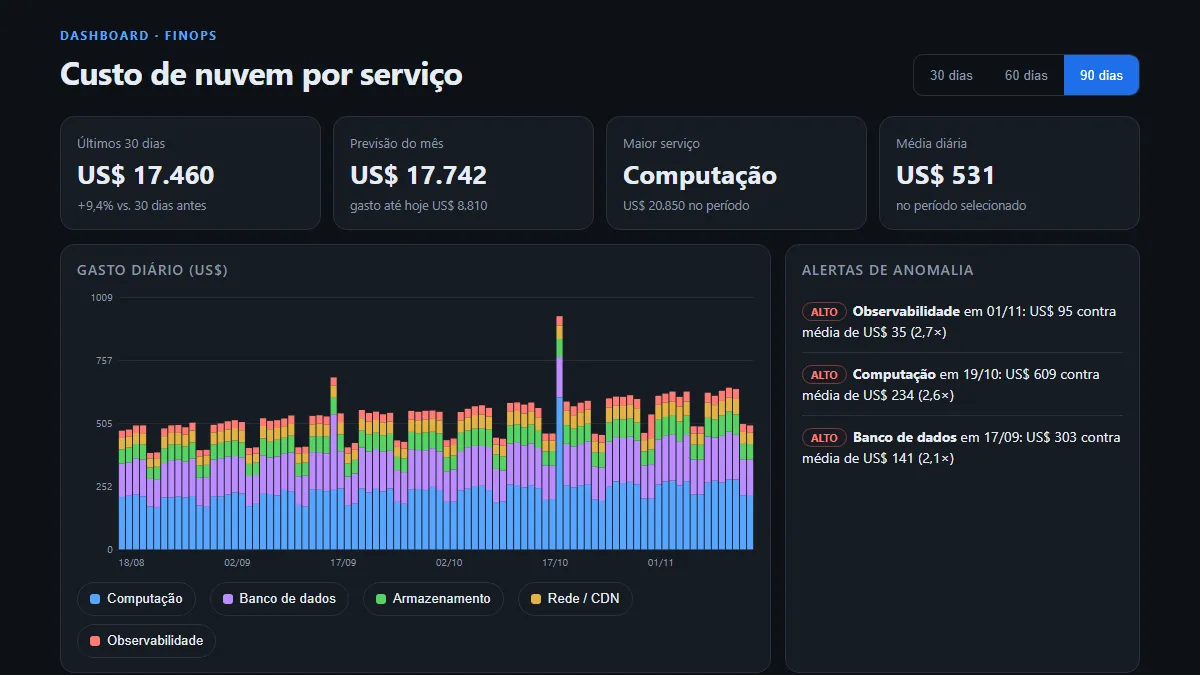 DASHBOARD · FINOPS
Custo de nuvem por serviço
30 dias
60 dias
90 dias
Últimos 30 dias
US$ 17.460
+9,4% vs. 30 dias antes
Previsão do mês
US$ 17.742
gasto até hoje US$ 8.810
Maior serviço
Computação
US$ 20.850 no período
Média diária
US$ 531
no período selecionado
GASTO DIÁRIO (US$)
1009
757
505
252
0
18/08
02/09
17/09
02/10
17/10
01/11
Computação
Banco de dados
Armazenamento
Rede / CDN
Observabilidade
ALERTAS DE ANOMALIA
ALTO Observabilidade em 01/11: US$ 95 contra
média de US$ 35 (2,7×)
ALTO Computação em 19/10: US$ 609 contra
média de US$ 234 (2,6×)
ALTO Banco de dados em 17/09: US$ 303 contra
média de US$ 141 (2,1×)